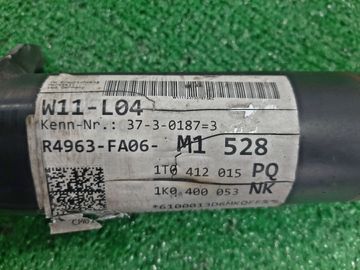 W11-L04
Kenn-Nr.: 37-3-0187=3
R4963-FA06- M1 528
1T0 412 015 PQ
1K0 400 053 NK